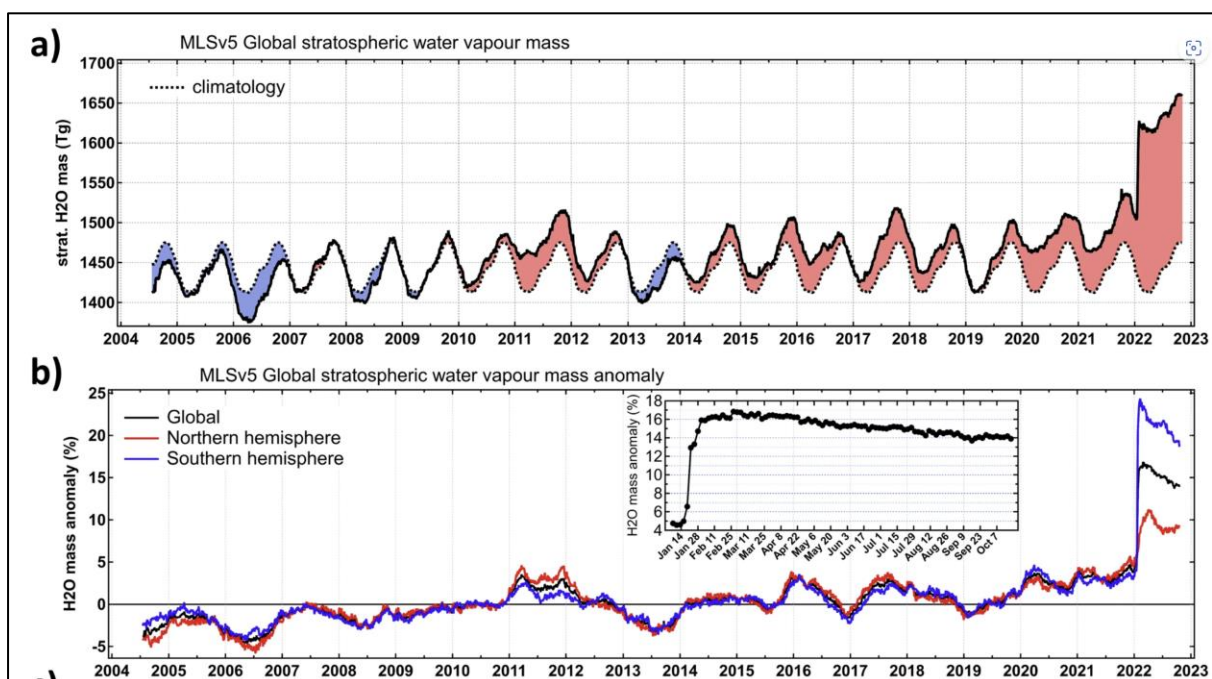 a)
MLSv5 Global stratospheric water vapour mass
1700
climatology
1650
1600
1550
1500
1450
1400
strat. H2O mas (Tg)
2004 2005 2006 2007 2008 2009 2010 2011 2012 2013 2014 2015 2016 2017 2018 2019 2020 2021 2022 2023
b)
MLSv5 Global stratospheric water vapour mass anomaly
25
20
15
10
5
0
-5
H2O mass anomaly (%)
Global
Northern hemisphere
Southern hemisphere
18
16
14
12
10
8
6
4
H2O mass anomaly (%)
Jan 14 Jan 28 Feb 11 Feb 25 Mar 11 Mar 25 Apr 8 Apr 22 May 6 May 20 Jun 3 Jun 17 Jul 1 Jul 15 Jul 29 Aug 12 Aug 26 Sep 9 Sep 23 Oct 7
2004 2005 2006 2007 2008 2009 2010 2011 2012 2013 2014 2015 2016 2017 2018 2019 2020 2021 2022 2023